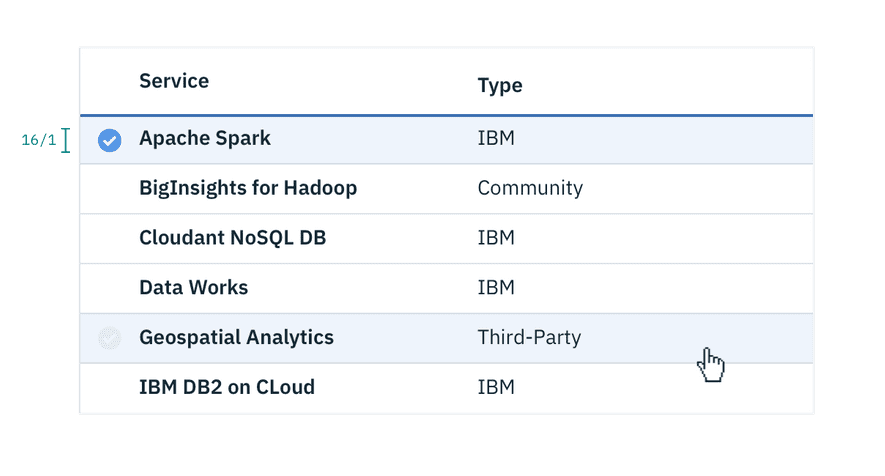 Service Type
16/1 Apache Spark IBM
BigInsights for Hadoop Community
Cloudant NoSQL DB IBM
Data Works IBM
Geospatial Analytics Third-Party
IBM DB2 on CLoud IBM